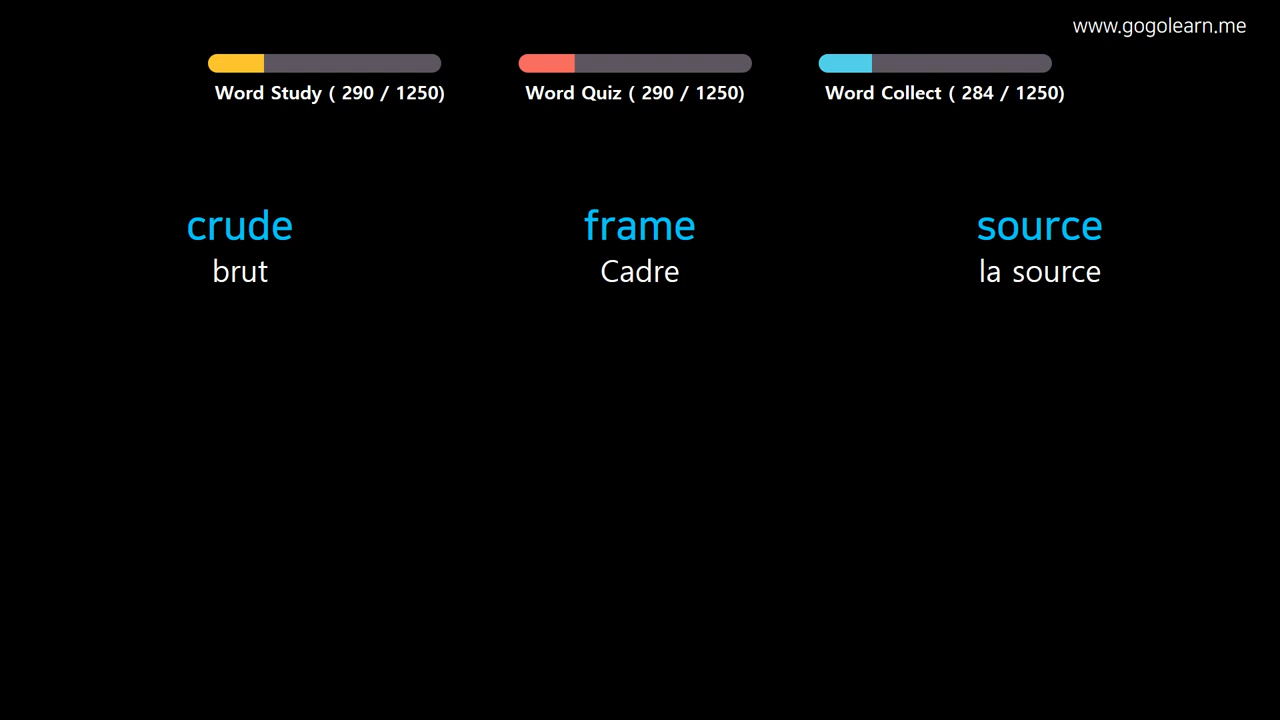 www.gogolearn.me
Word Study ( 290 / 1250)
Word Quiz ( 290 / 1250)
Word Collect ( 284 / 1250)
crude
brut
frame
Cadre
source
la source